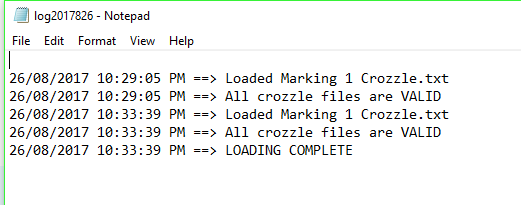 log2017826 - Notepad
File Edit Format View Help
26/08/2017 10:29:05 PM ==> Loaded Marking 1 Crozzle.txt
26/08/2017 10:29:05 PM ==> All crozzle files are VALID
26/08/2017 10:33:39 PM ==> Loaded Marking 1 Crozzle.txt
26/08/2017 10:33:39 PM ==> All crozzle files are VALID
26/08/2017 10:33:39 PM ==> LOADING COMPLETE